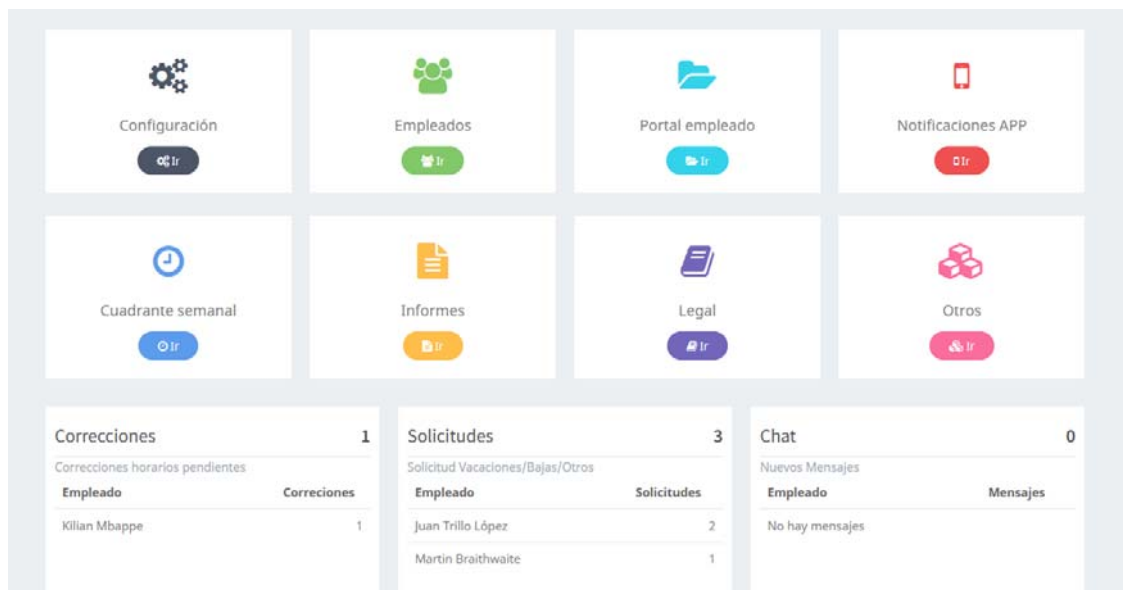 Configuración
Ir
Empleados
Ir
Portal empleado
Ir
Notificaciones APP
Ir
Cuadrante semanal
Ir
Informes
Ir
Legal
Ir
Otros
Ir
Correcciones 1
Correcciones horarios pendientes
Empleado Correciones
Kilian Mbappe 1
Solicitudes 3
Solicitud Vacaciones/Bajas/Otros
Empleado Solicitudes
Juan Trillo López 2
Martin Braithwaite 1
Chat 0
Nuevos Mensajes
Empleado Mensajes
No hay mensajes